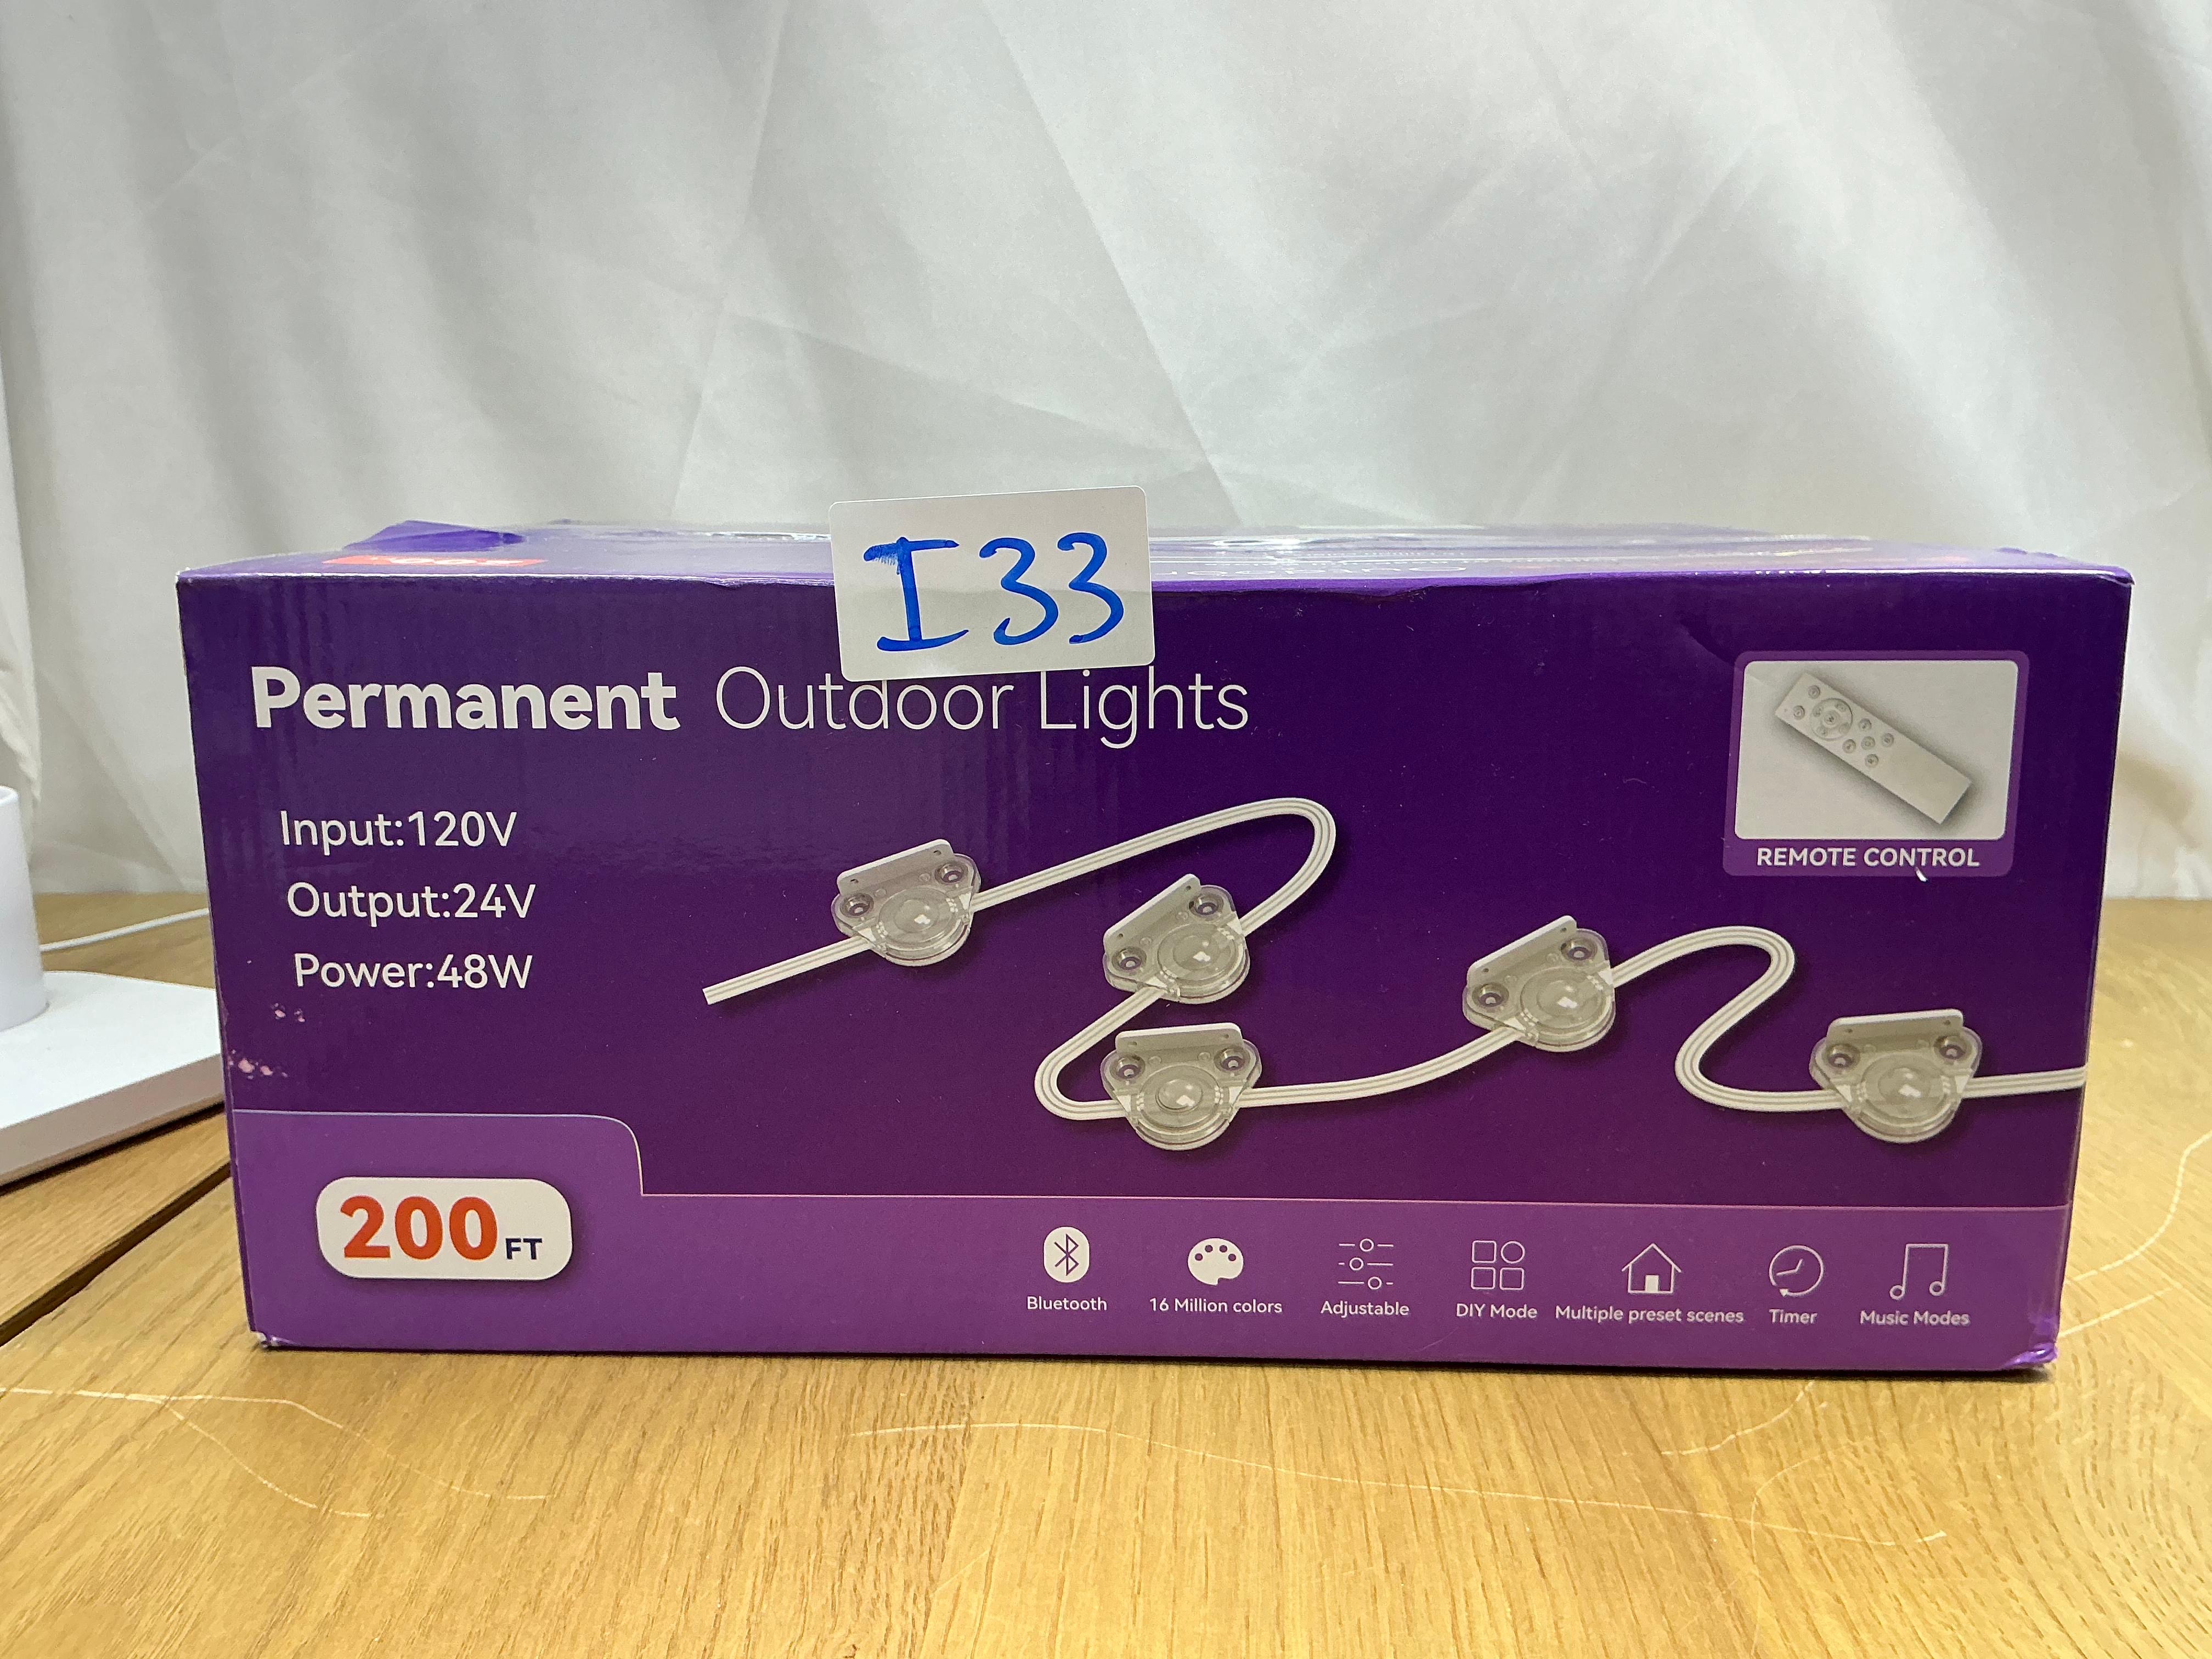 I33
Permanent Outdoor Lights
Input:120V
Output:24V
Power:48W
REMOTE CONTROL
200 FT
Bluetooth
16 Million colors
Adjustable
DIY Mode
Multiple preset scenes
Timer
Music Modes